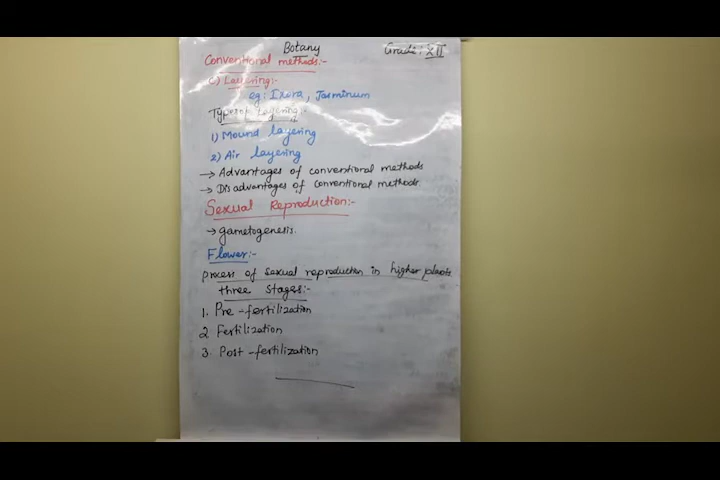 Botany
Grade: XII
Conventional methods:-
c) Layering:-
eg: Ixora, Jasminum
Types of Layering:-
1) Mound layering
2) Air layering
→ Advantages of conventional methods
→ Disadvantages of conventional methods.
Sexual Reproduction:-
→ gametogenesis.
Flower:-
process of sexual reproduction in higher plants
three stages:-
1. Pre-fertilization
2. Fertilization
3. Post-fertilization